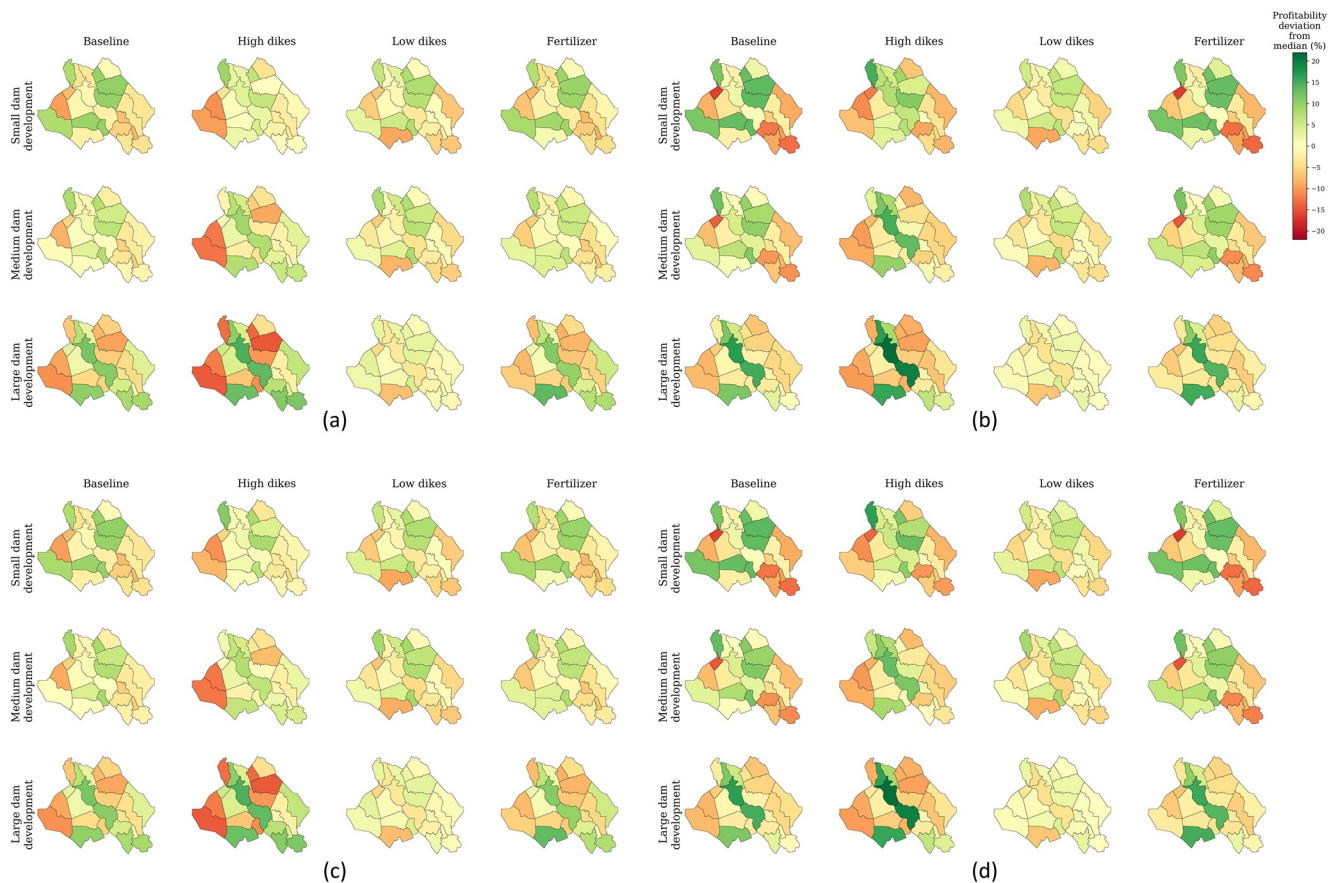 Profitability
deviation
from
median (%)
Baseline
High dikes
Low dikes
Fertilizer
Baseline
High dikes
Low dikes
Fertilizer
20
15
10
5
0
−5
−10
−15
−20
Small dam
development
Small dam
development
Medium dam
development
Medium dam
development
Large dam
development
Large dam
development
(a)
(b)
Baseline
High dikes
Low dikes
Fertilizer
Baseline
High dikes
Low dikes
Fertilizer
Small dam
development
Small dam
development
Medium dam
development
Medium dam
development
Large dam
development
Large dam
development
(c)
(d)